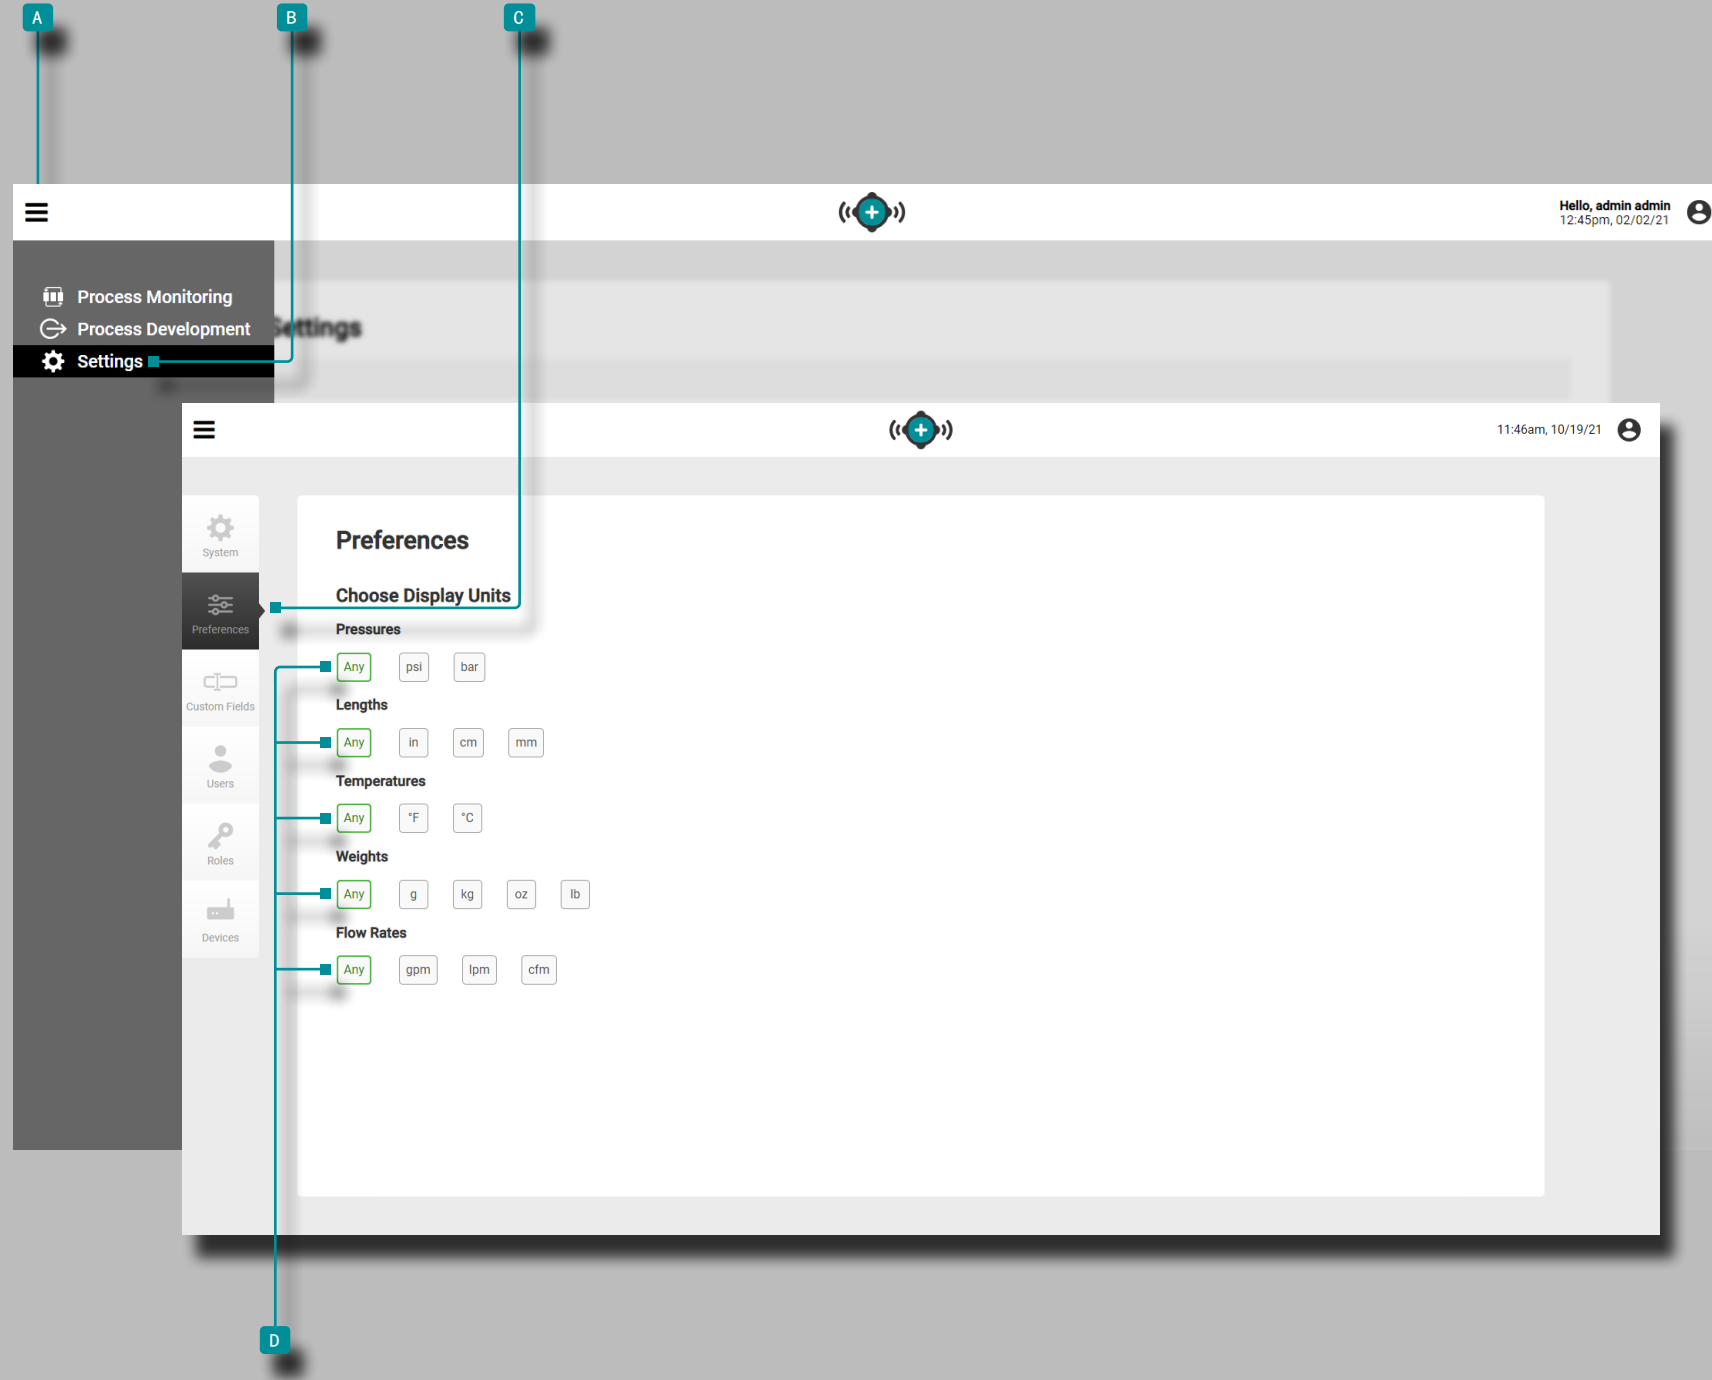 A B C
Hello, admin admin
12:45pm, 02/02/21
Process Monitoring
Process Development
Settings
Settings
11:46am, 10/19/21
System
Preferences
Custom Fields
Users
Roles
Devices
Preferences
Choose Display Units
Pressures
Any psi bar
Lengths
Any in cm mm
Temperatures
Any °F °C
Weights
Any g kg oz lb
Flow Rates
Any gpm lpm cfm
D